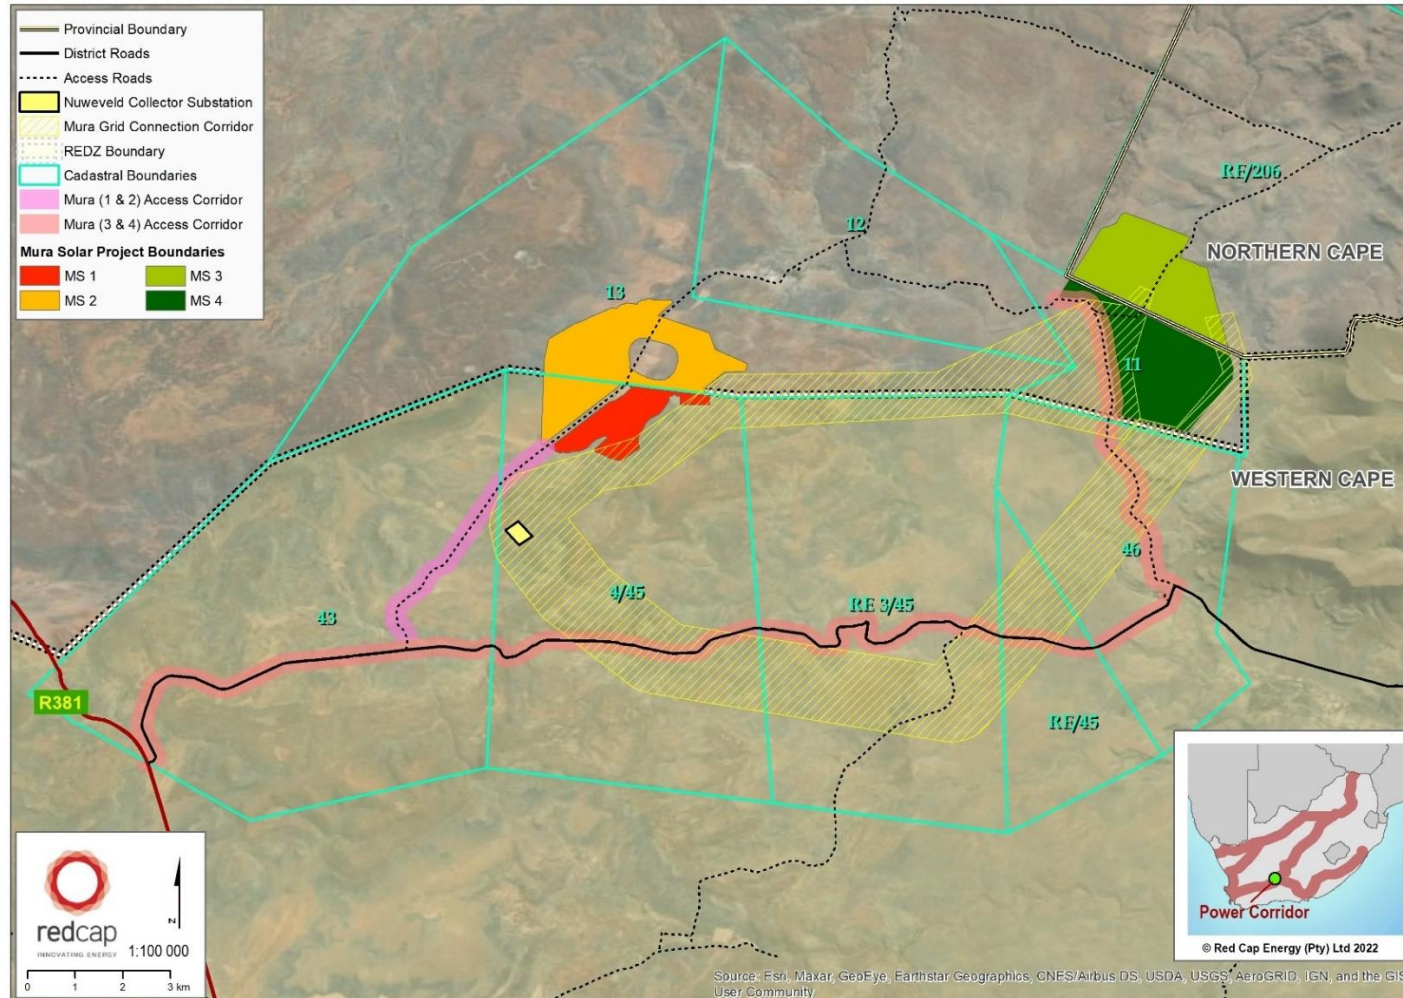 Provincial Boundary
District Roads
Access Roads
Nuweveld Collector Substation
Mura Grid Connection Corridor
REDZ Boundary
Cadastral Boundaries
Mura (1 & 2) Access Corridor
Mura (3 & 4) Access Corridor
Mura Solar Project Boundaries
MS 1
MS 3
MS 2
MS 4
RE/206
12
NORTHERN CAPE
13
11
WESTERN CAPE
46
4/45
RE 3/45
43
R381
RE/45
redcap
INNOVATING ENERGY
N
1:100 000
0 1 2 3 km
Power Corridor
© Red Cap Energy (Pty) Ltd 2022
Source: Esri, Maxar, GeoEye, Earthstar Geographics, CNES/Airbus DS, USDA, USGS, AeroGRID, IGN, and the GIS
User Community